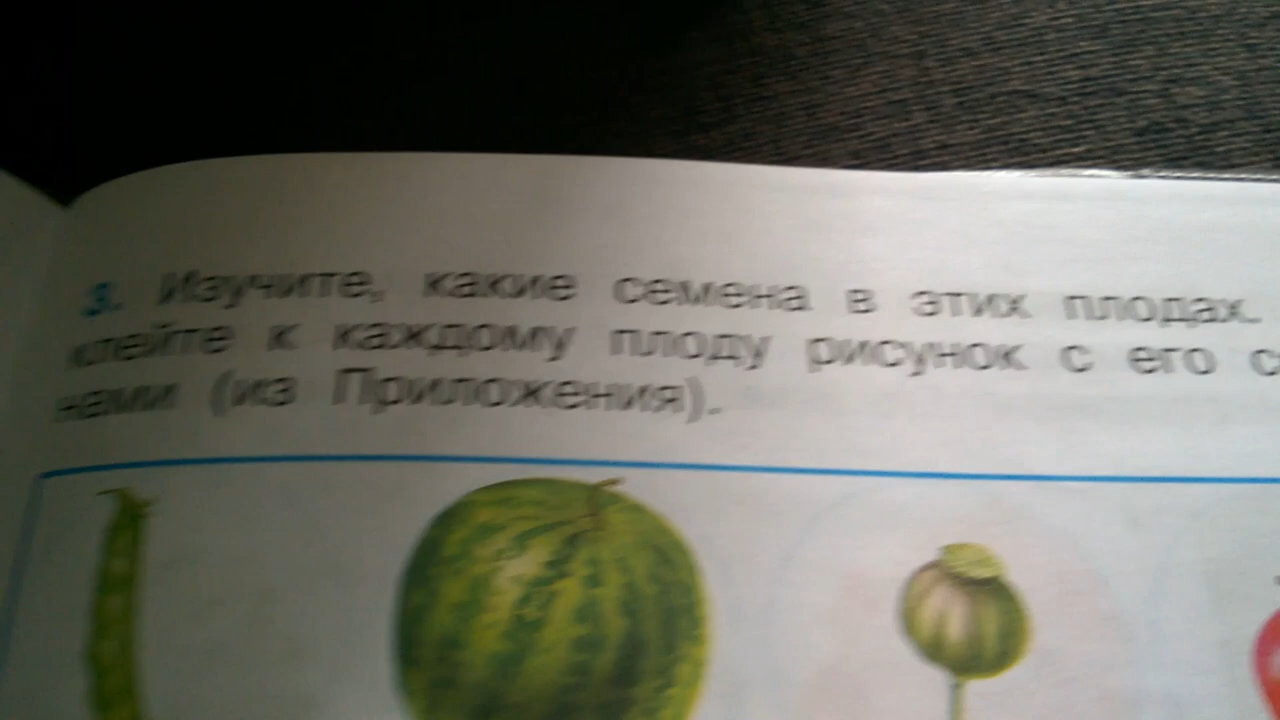 3. Изучите, какие семена в этих плодах.
клейте к каждому плоду рисунок с его с
нами (из Приложения).